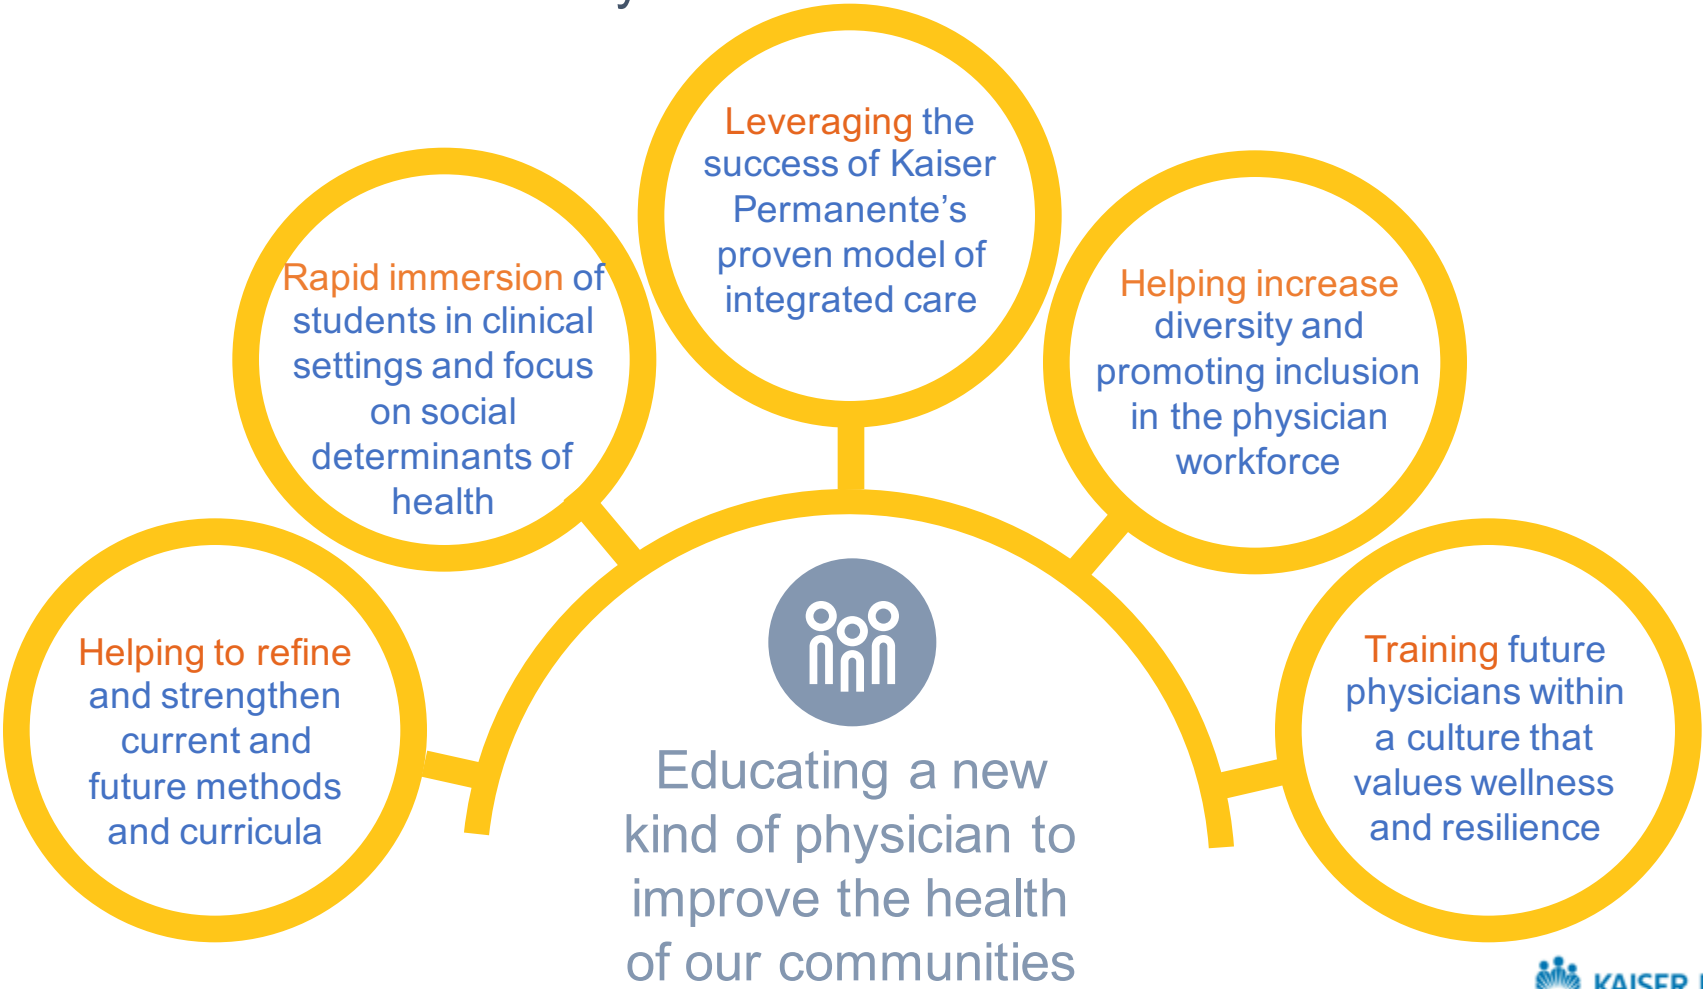 Leveraging the
success of Kaiser
Permanente’s
proven model of
integrated care
Rapid immersion of
students in clinical
settings and focus
on social
determinants of
health
Helping increase
diversity and
promoting inclusion
in the physician
workforce
Helping to refine
and strengthen
current and
future methods
and curricula
Training future
physicians within
a culture that
values wellness
and resilience
Educating a new
kind of physician to
improve the health
of our communities
KAISER